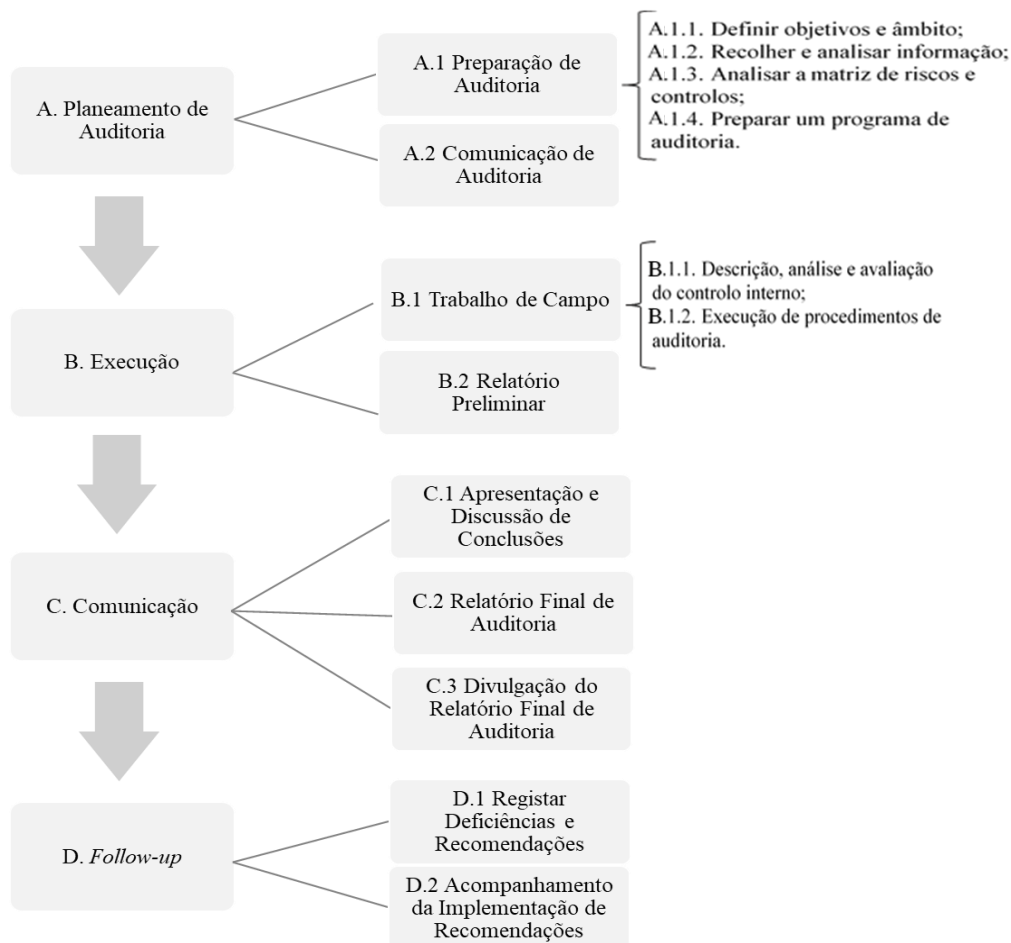 A. Planeamento de
Auditoria
A.1 Preparação de
Auditoria
A.1.1. Definir objetivos e âmbito;
A.1.2. Recolher e analisar informação;
A.1.3. Analisar a matriz de riscos e
controlos;
A.1.4. Preparar um programa de
auditoria.
A.2 Comunicação de
Auditoria
B. Execução
B.1 Trabalho de Campo
B.1.1. Descrição, análise e avaliação
do controlo interno;
B.1.2. Execução de procedimentos de
auditoria.
B.2 Relatório
Preliminar
C. Comunicação
C.1 Apresentação e
Discussão de
Conclusões
C.2 Relatório Final de
Auditoria
C.3 Divulgação do
Relatório Final de
Auditoria
D. Follow-up
D.1 Registar
Deficiências e
Recomendações
D.2 Acompanhamento
da Implementação de
Recomendações